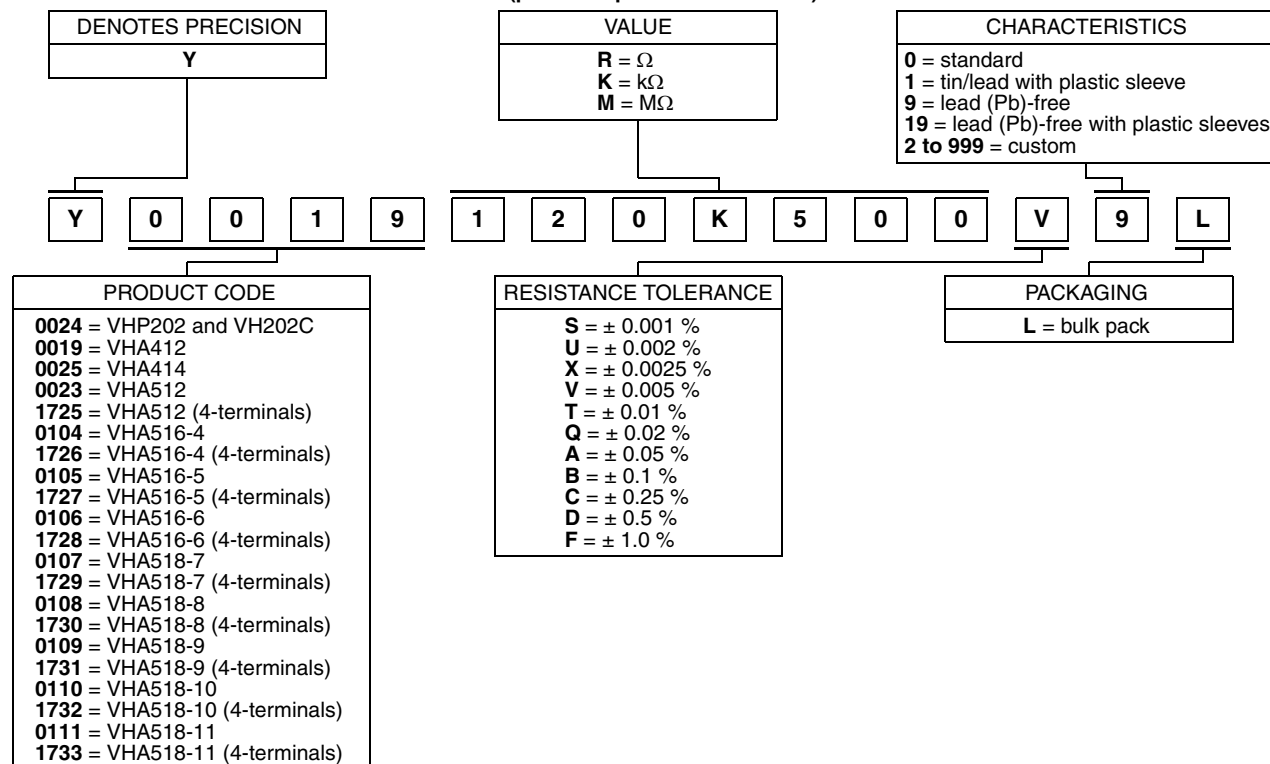 DENOTES PRECISION
Y
VALUE
R = Ω
K = kΩ
M = MΩ
CHARACTERISTICS
0 = standard
1 = tin/lead with plastic sleeve
9 = lead (Pb)-free
19 = lead (Pb)-free with plastic sleeves
2 to 999 = custom
Y 0 0 1 9 1 2 0 K 5 0 0 V 9 L
PRODUCT CODE
0024 = VHP202 and VH202C
0019 = VHA412
0025 = VHA414
0023 = VHA512
1725 = VHA512 (4-terminals)
0104 = VHA516-4
1726 = VHA516-4 (4-terminals)
0105 = VHA516-5
1727 = VHA516-5 (4-terminals)
0106 = VHA516-6
1728 = VHA516-6 (4-terminals)
0107 = VHA518-7
1729 = VHA518-7 (4-terminals)
0108 = VHA518-8
1730 = VHA518-8 (4-terminals)
0109 = VHA518-9
1731 = VHA518-9 (4-terminals)
0110 = VHA518-10
1732 = VHA518-10 (4-terminals)
0111 = VHA518-11
1733 = VHA518-11 (4-terminals)
RESISTANCE TOLERANCE
S = ± 0.001 %
U = ± 0.002 %
X = ± 0.0025 %
V = ± 0.005 %
T = ± 0.01 %
Q = ± 0.02 %
A = ± 0.05 %
B = ± 0.1 %
C = ± 0.25 %
D = ± 0.5 %
F = ± 1.0 %
PACKAGING
L = bulk pack